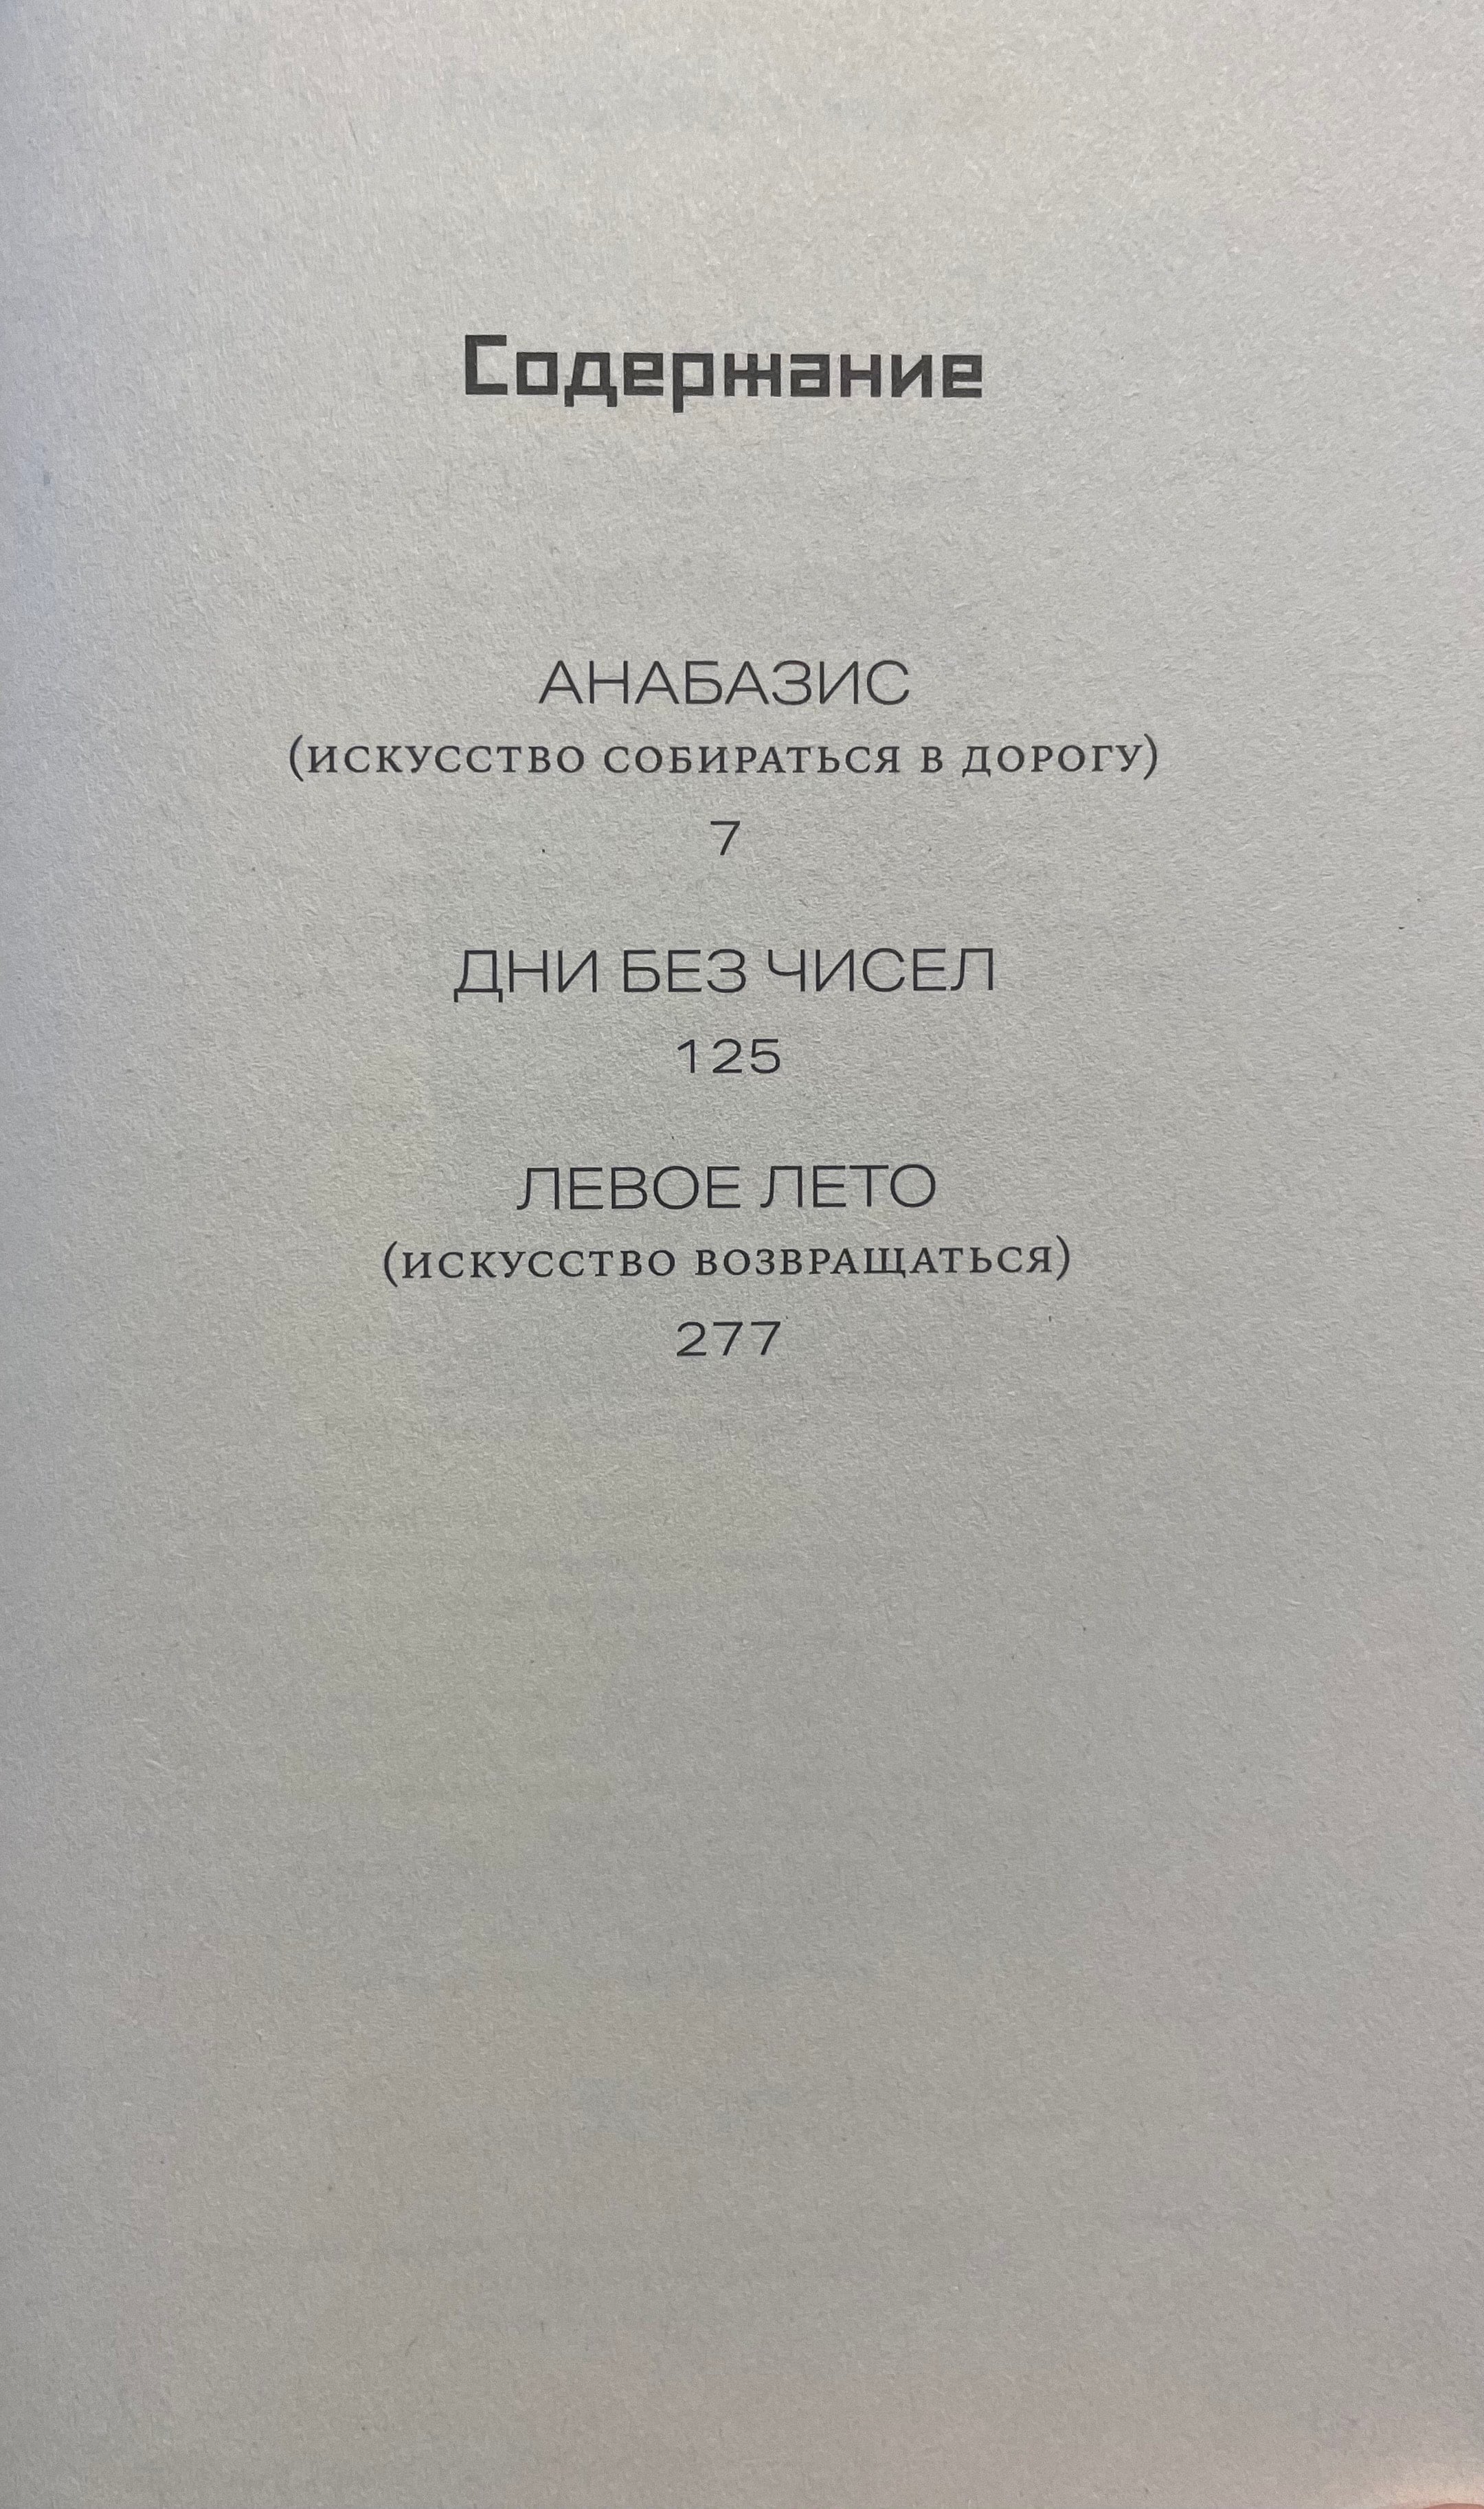 Содержание
АНАБАЗИС
(ИСКУССТВО СОБИРАТЬСЯ В ДОРОГУ)
7
ДНИ БЕЗ ЧИСЕЛ
125
ЛЕВОЕ ЛЕТО
(ИСКУССТВО ВОЗВРАЩАТЬСЯ)
277